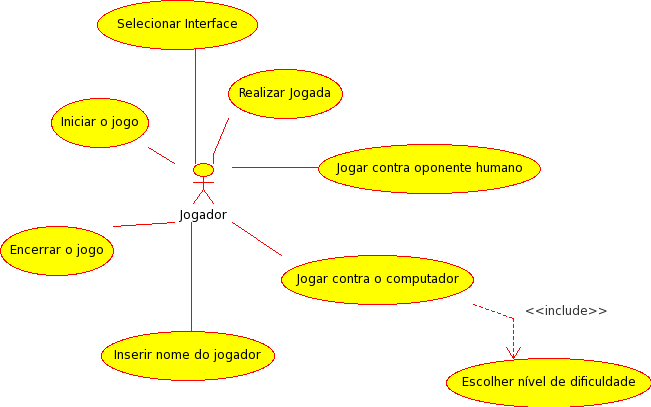 Selecionar Interface
Realizar Jogada
Iniciar o jogo
Jogar contra oponente humano
Jogador
Encerrar o jogo
Jogar contra o computador
<<include>>
Inserir nome do jogador
Escolher nível de dificuldade